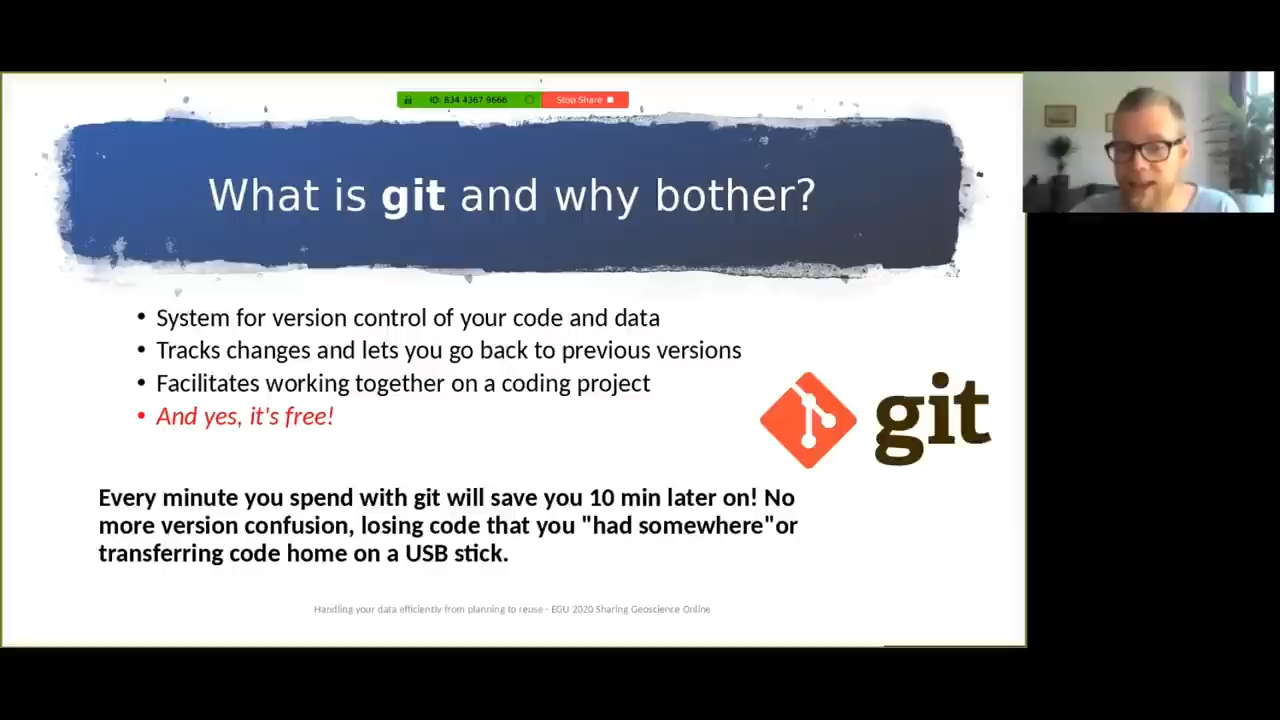 ID: 834 4367 9666 Stop Share
What is git and why bother?
• System for version control of your code and data
• Tracks changes and lets you go back to previous versions
• Facilitates working together on a coding project
• And yes, it's free!
git
Every minute you spend with git will save you 10 min later on! No
more version confusion, losing code that you "had somewhere"or
transferring code home on a USB stick.
Handling your data efficiently from planning to reuse - EGU 2020 Sharing Geoscience Online